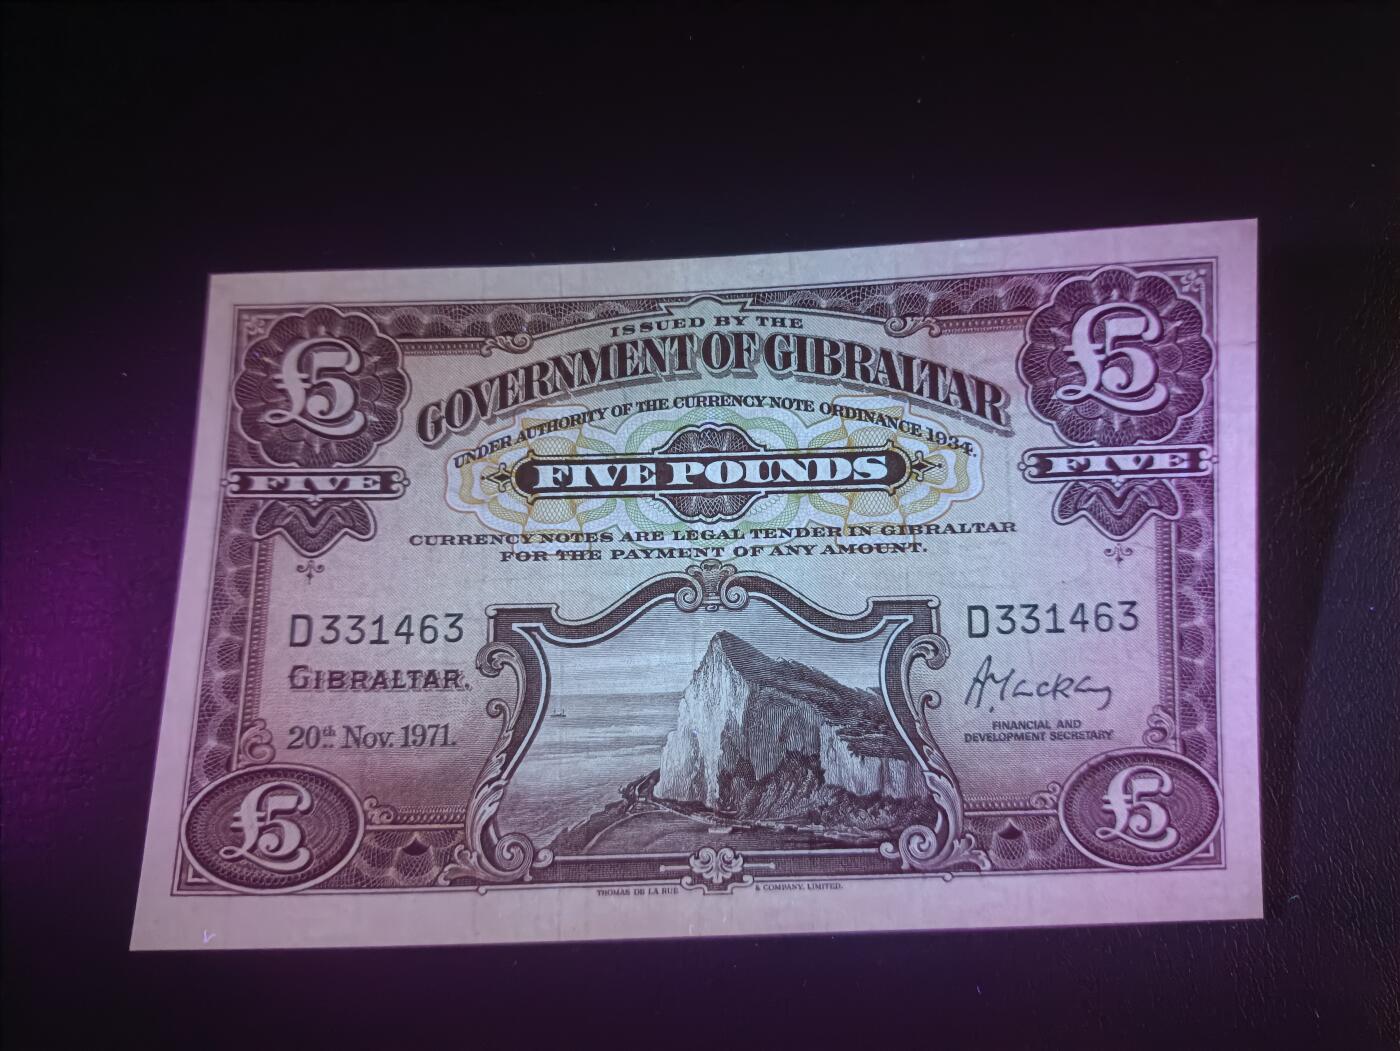 £5
£5
ISSUED BY THE
GOVERNMENT OF GIBRALTAR
UNDER AUTHORITY OF THE CURRENCY NOTE ORDINANCE 1934.
FIVE
FIVE POUNDS
FIVE
CURRENCY NOTES ARE LEGAL TENDER IN GIBRALTAR
FOR THE PAYMENT OF ANY AMOUNT.
D331463
D331463
GIBRALTAR.
A. Mackay
20th Nov. 1971.
FINANCIAL AND
DEVELOPMENT SECRETARY
£5
£5
THOMAS DE LA RUE & COMPANY, LIMITED.